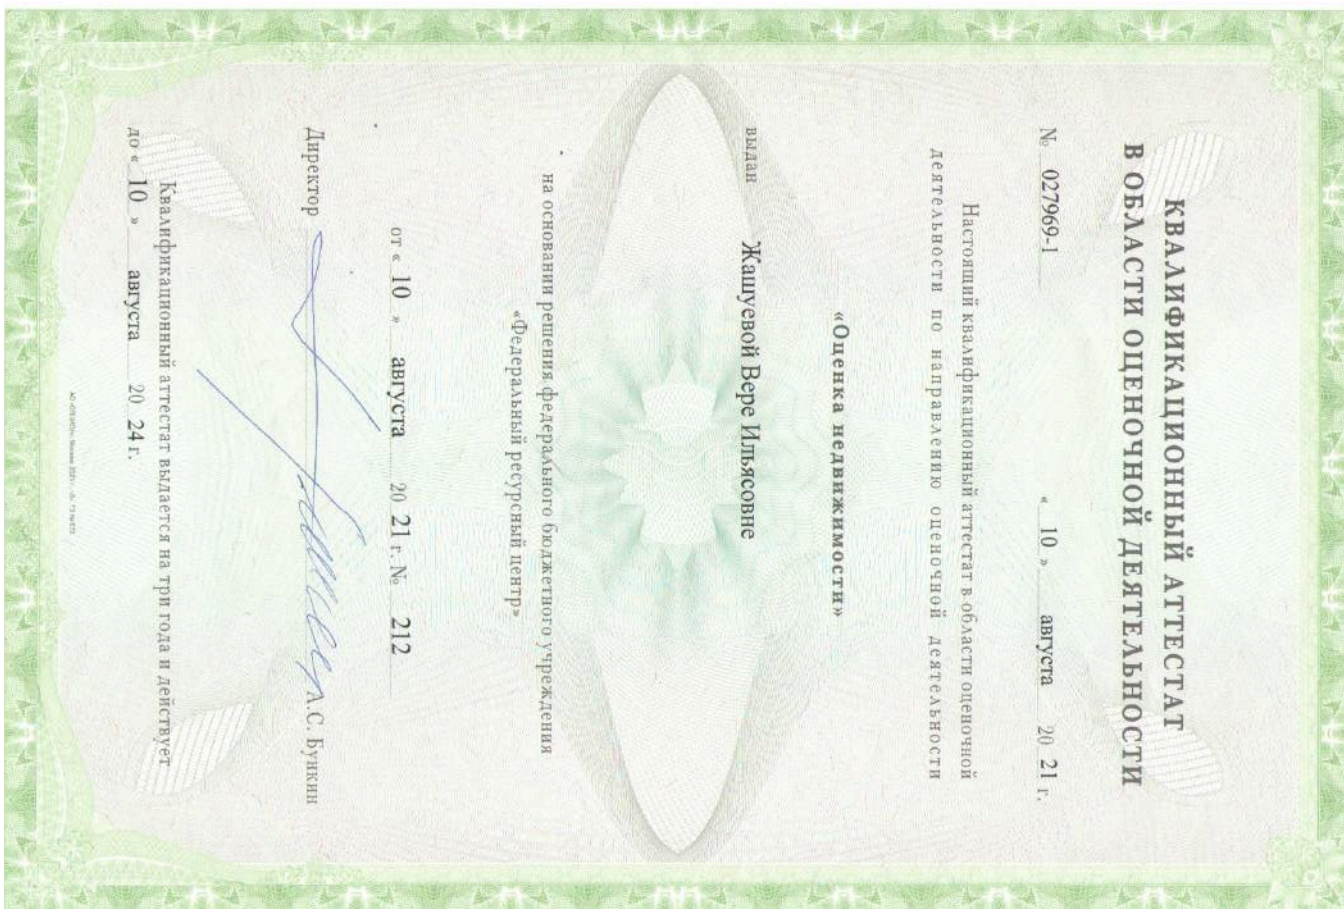 КВАЛИФИКАЦИОННЫЙ АТТЕСТАТ
В ОБЛАСТИ ОЦЕНОЧНОЙ ДЕЯТЕЛЬНОСТИ
№ 027969-1 « 10 » августа 20 21 г.
Настоящий квалификационный аттестат в области оценочной
деятельности по направлению оценочной деятельности
«Оценка недвижимости»
выдан Жашуевой Вере Ильясовне
на основании решения федерального бюджетного учреждения
«Федеральный ресурсный центр»
от « 10 » августа 20 21 г. № 212
Директор А.С. Бункин
Квалификационный аттестат выдается на три года и действует
до « 10 » августа 20 24 г.